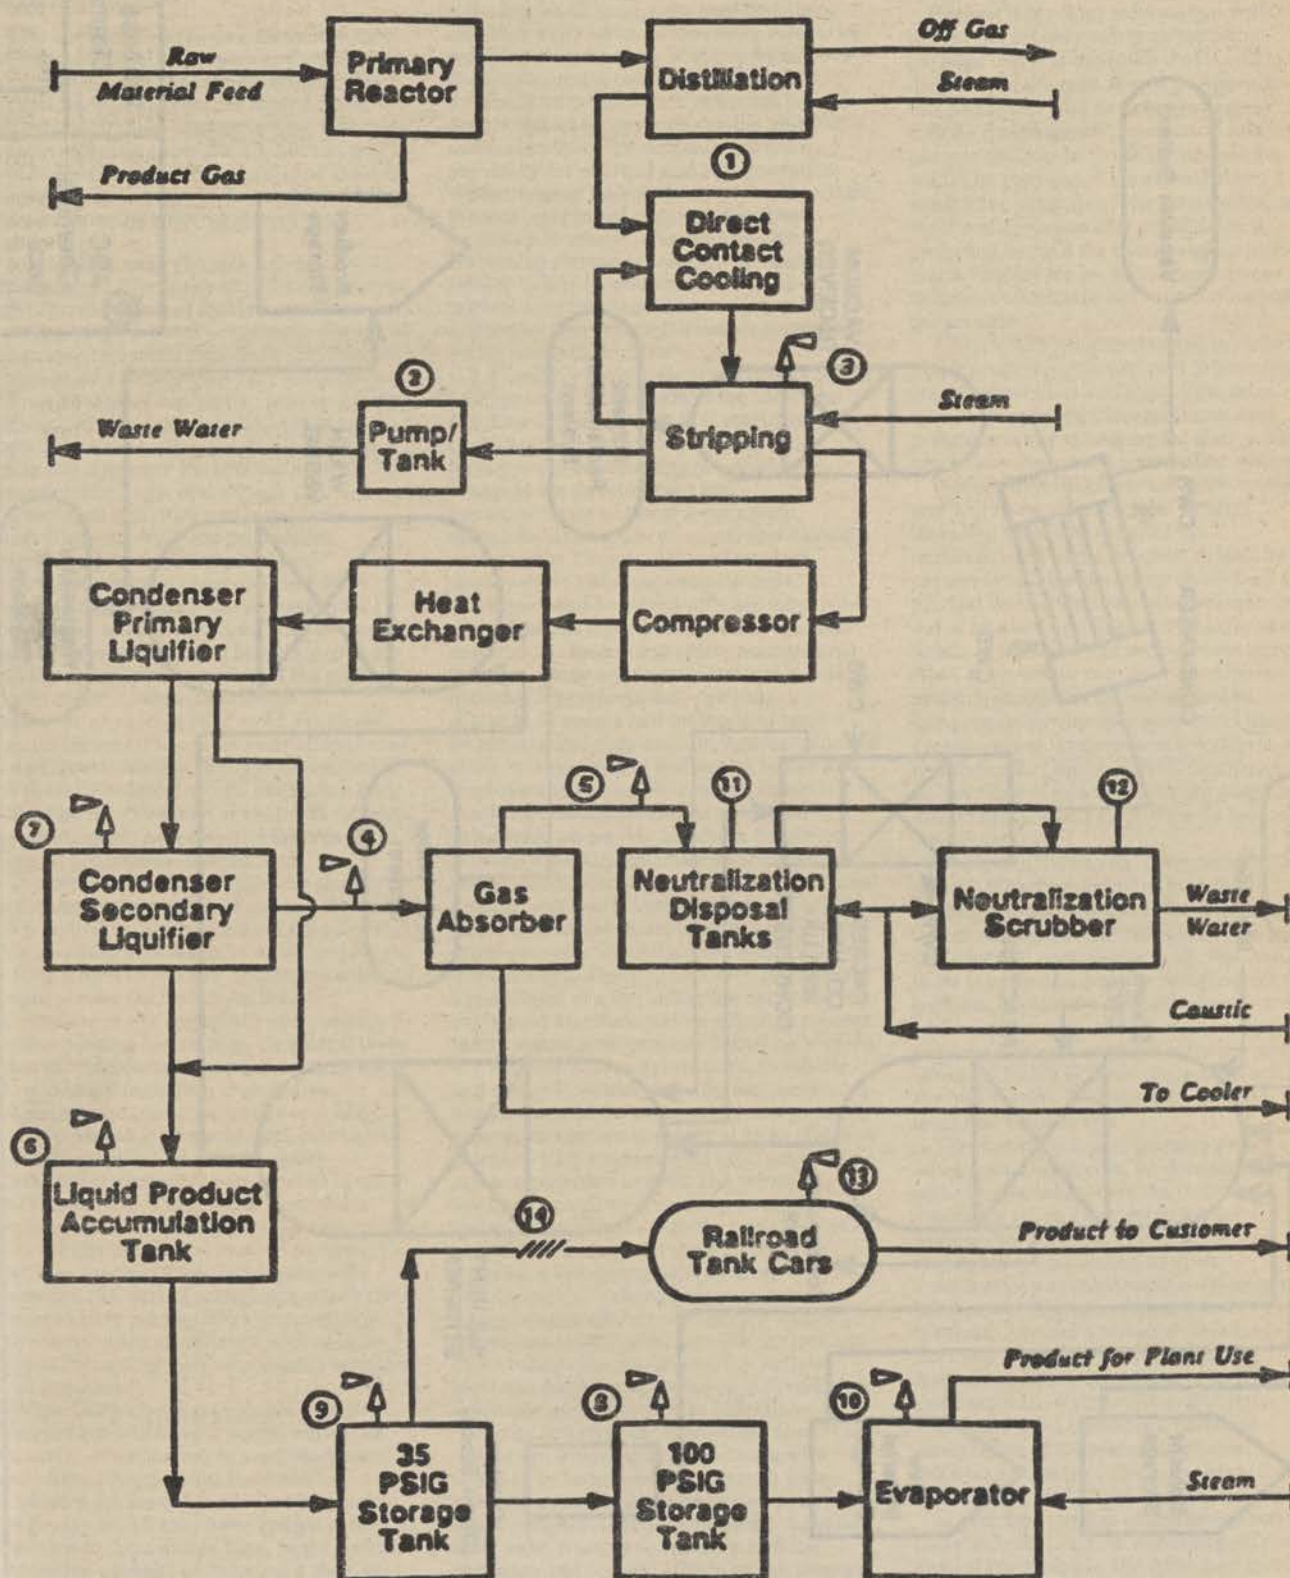 Raw
Material Feed
Primary
Reactor
Distillation
Off Gas
Steam
Product Gas
1
Direct
Contact
Cooling
2
3
Steam
Waste Water
Pump/
Tank
Stripping
Condenser
Primary
Liquifier
Heat
Exchanger
Compressor
7
4
5
11
12
Condenser
Secondary
Liquifier
Gas
Absorber
Neutralization
Disposal
Tanks
Neutralization
Scrubber
Waste
Water
Caustic
To Cooler
6
Liquid Product
Accumulation
Tank
14
13
Railroad
Tank Cars
Product to Customer
Product for Plant Use
9
8
10
35
PSIG
Storage
Tank
100
PSIG
Storage
Tank
Evaporator
Steam